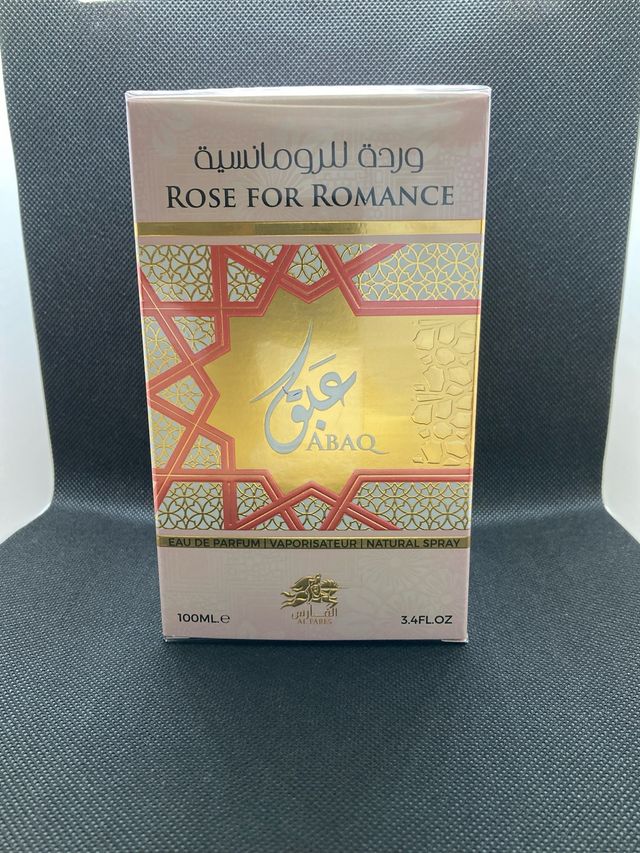 وردة للرومانسية
ROSE FOR ROMANCE
عبق
ABAQ
EAU DE PARFUM | VAPORISATEUR | NATURAL SPRAY
الفارس
AL FARES
100ML.e 3.4FL.OZ